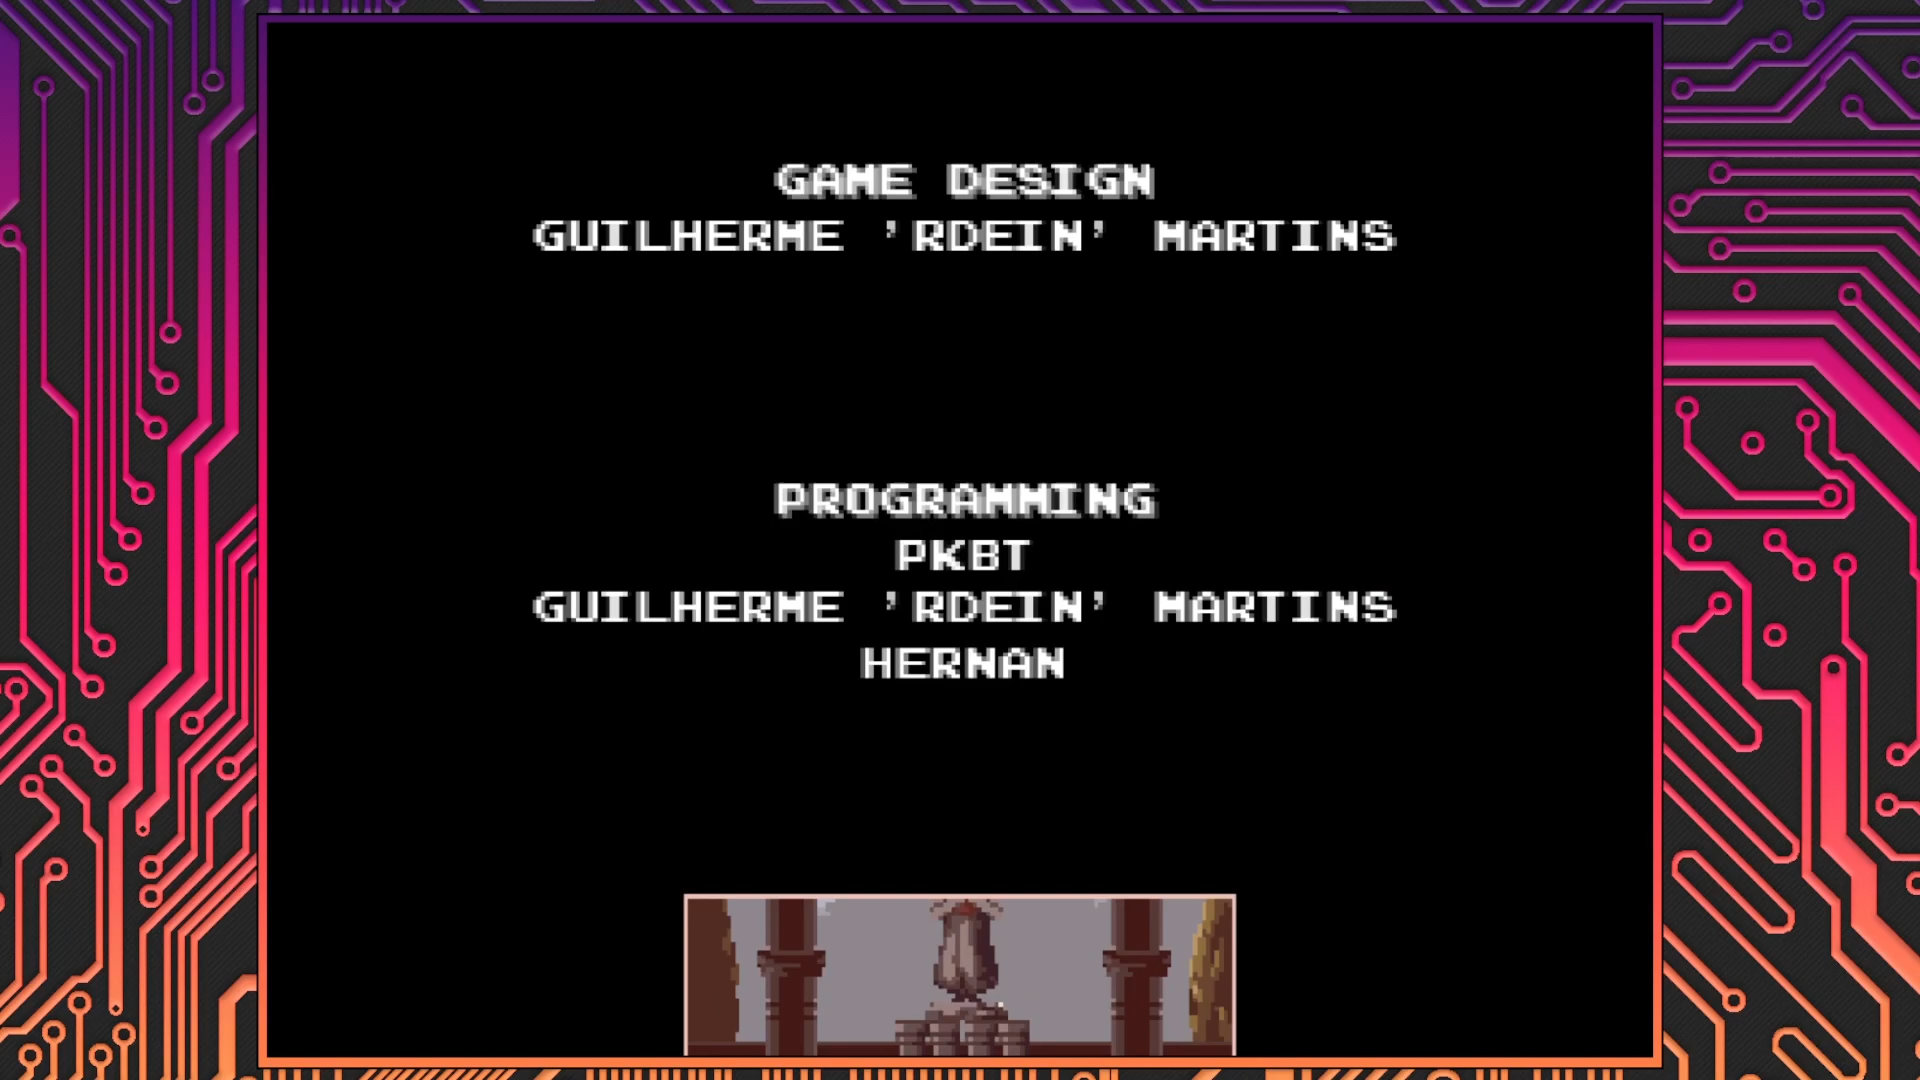 GAME DESIGN
GUILHERME 'RDEIN' MARTINS
PROGRAMMING
PKBT
GUILHERME 'RDEIN' MARTINS
HERNAN